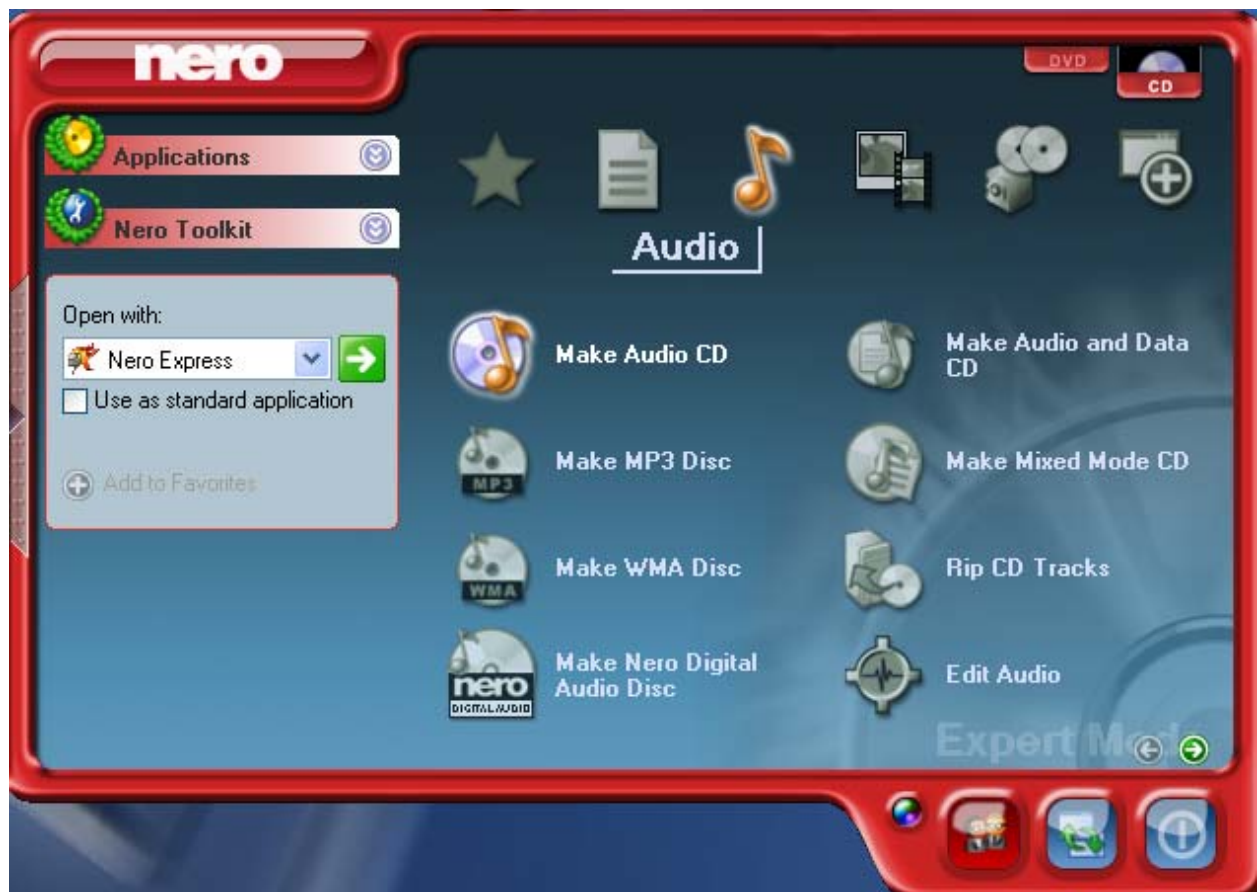 nero
DVD
CD
Applications
Nero Toolkit
Open with:
Nero Express
Use as standard application
Add to Favorites
Audio
Make Audio CD
Make MP3 Disc
MP3
Make WMA Disc
WMA
Make Nero Digital
Audio Disc
nero
DIGITAL AUDIO
Make Audio and Data
CD
Make Mixed Mode CD
Rip CD Tracks
Edit Audio
Expert Mode